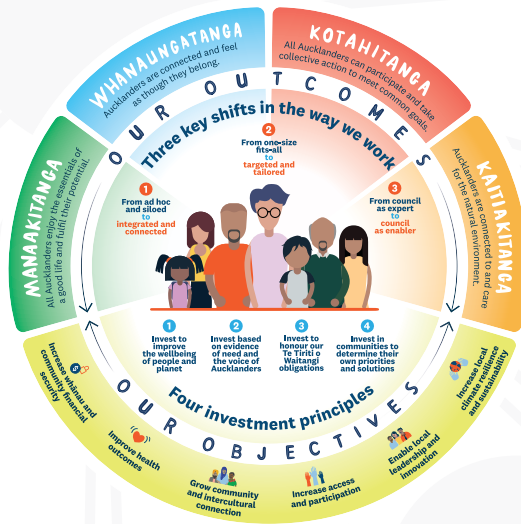 MANAAKITANGA
All Aucklanders enjoy the essentials of
a good life and fulfil their potential.
WHANAUNGATANGA
Aucklanders are connected and feel
as though they belong.
KOTAHITANGA
All Aucklanders can participate and take
collective action to meet common goals.
KAITIAKITANGA
Aucklanders are connected to and care
for the natural environment.
OUR OUTCOMES
Three key shifts in the way we work
1
From ad hoc
and siloed
to
integrated and
connected
2
From one-size
fits-all
to
targeted and
tailored
3
From council
as expert
to
council
as enabler
1
Invest to
improve
the wellbeing
of people and
planet
2
Invest based
on evidence
of need and
the voice of
Aucklanders
3
Invest to
honour our
Te Tiriti o
Waitangi
obligations
4
Invest in
communities to
determine their
own priorities
and solutions
Four investment principles
OUR OBJECTIVES
Increase whānau and
community financial
security
Improve health
outcomes
Grow community
and intercultural
connection
Increase access
and participation
Enable local
leadership and
innovation
Increase local
climate resilience
and sustainability